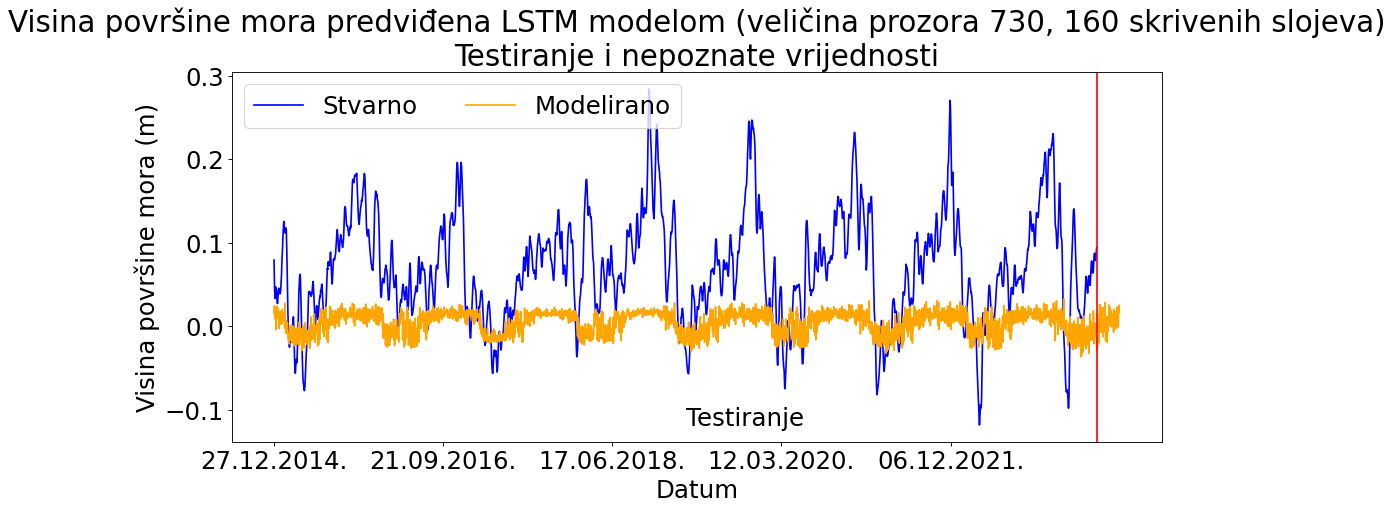 Visina površine mora predviđena LSTM modelom (veličina prozora 730, 160 skrivenih slojeva)
Testiranje i nepoznate vrijednosti
Stvarno
Modelirano
Visina površine mora (m)
0.3
0.2
0.1
0.0
−0.1
Testiranje
27.12.2014.
21.09.2016.
17.06.2018.
12.03.2020.
06.12.2021.
Datum